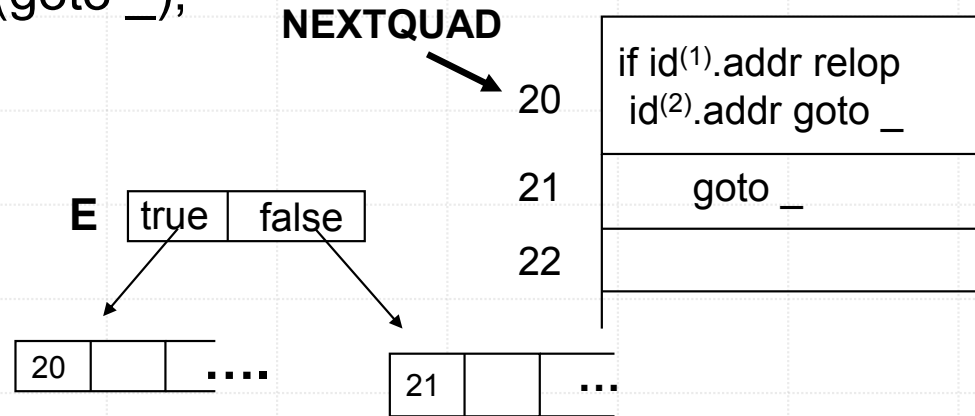 (goto _);
NEXTQUAD
20
if id⁽¹⁾.addr relop
id⁽²⁾.addr goto _
21
goto _
E
true
false
22
20
....
21
...